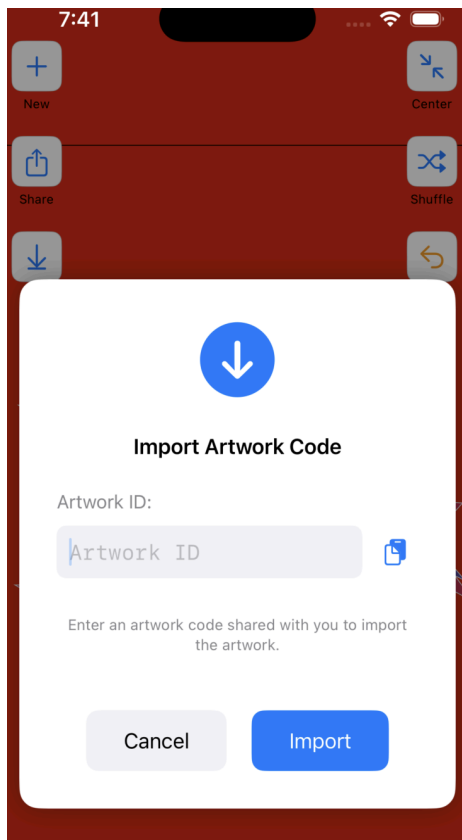 7:41
New
Center
Share
Shuffle
Import Artwork Code
Artwork ID:
Artwork ID
Enter an artwork code shared with you to import
the artwork.
Cancel
Import